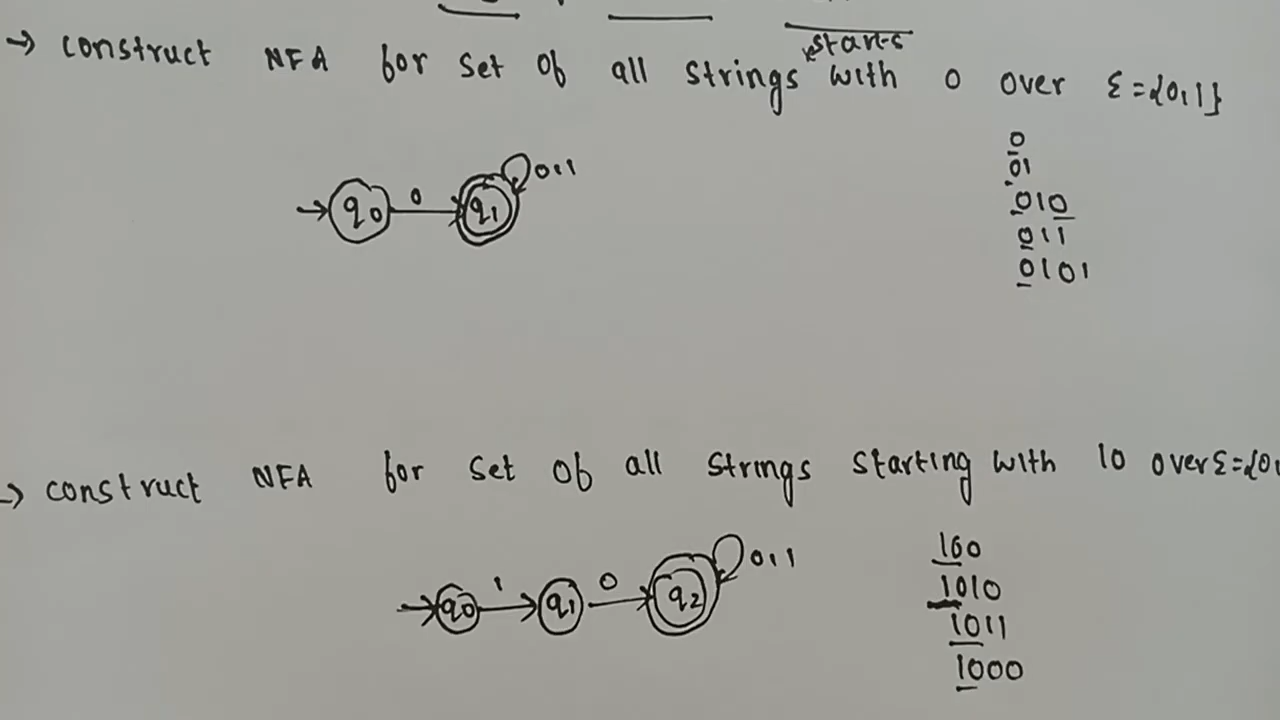 → construct NFA for set of all strings starts with 0 over Σ={0,1}
q0 0 q1 0,1
0
01
010
011
0101
→ construct NFA for set of all strings starting with 10 over Σ={0,
q0 1 q1 0 q2 0,1
100
1010
1011
1000